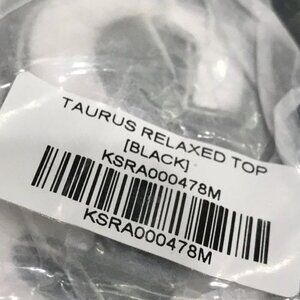 TAURUS RELAXED TOP
[BLACK]
KSRA000478M
KSRA000478M